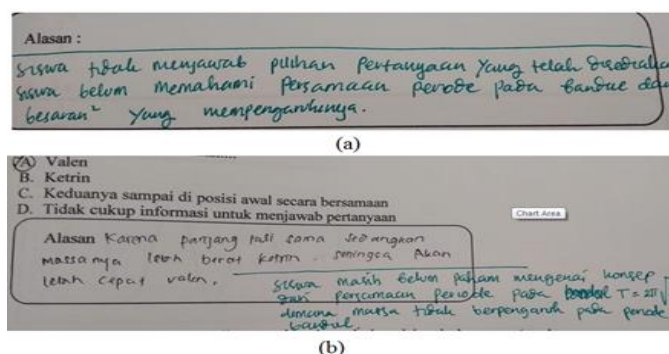 Alasan :
siswa tidak menjawab pilihan pertanyaan yang telah disediakan
siswa belum memahami persamaan periode pada bandul dan
besaran² yang mempengaruhinya.
(a)
A Valen
B. Ketrin
C. Keduanya sampai di posisi awal secara bersamaan
D. Tidak cukup informasi untuk menjawab pertanyaan
Chart Area
Alasan Karena panjang tali sama sedangkan
massanya lebih berat ketrin. sehingga Akan
lebih cepat valen.
siswa masih belum paham mengenai konsep
dari persamaan periode pada T = 2π√
dimana massa tidak berpengaruh pada periode
bandul.
(b)